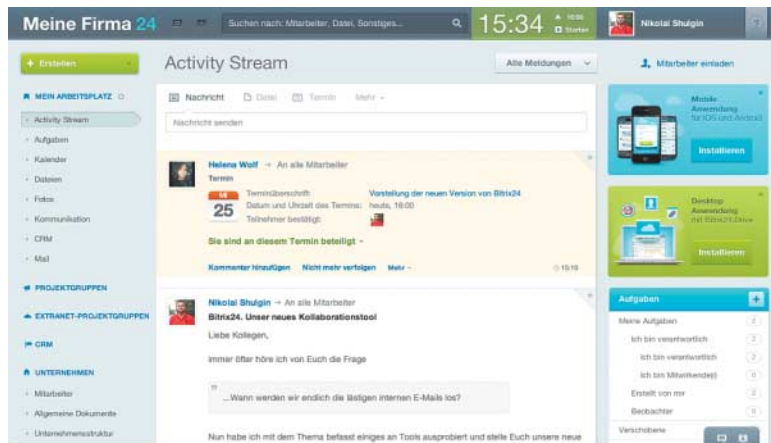 Meine Firma 24
Suchen nach: Mitarbeiter, Datei, Sonstiges...
15:34
Starten
Nikolai Shulgin
?
+ Erstellen
Activity Stream
Alle Meldungen
Mitarbeiter einladen
MEIN ARBEITSPLATZ
Activity Stream
Aufgaben
Kalender
Dateien
Fotos
Kommunikation
CRM
Mail
PROJEKTGRUPPEN
EXTRANET-PROJEKTGRUPPEN
CRM
UNTERNEHMEN
Mitarbeiter
Allgemeine Dokumente
Unternehmensstruktur
Nachricht Datei Termin Mehr
Nachricht senden
Helena Wolf → An alle Mitarbeiter
Termin
MI
25
Terminüberschrift: Vorstellung der neuen Version von Bitrix24
Datum und Uhrzeit des Termins: heute, 16:00
Teilnehmer bestätigt:
Sie sind an diesem Termin beteiligt
Kommentar hinzufügen Nicht mehr verfolgen Mehr
15:19
Nikolai Shulgin → An alle Mitarbeiter
Bitrix24. Unser neues Kollaborationstool
Liebe Kollegen,
immer öfter höre ich von Euch die Frage
...Wann werden wir endlich die lästigen internen E-Mails los?
Nun habe ich mit dem Thema befasst einiges an Tools ausprobiert und stelle Euch unsere neue
Mobile
Anwendung
für iOS und Android
Installieren
Desktop
Anwendung
mit Bitrix24.Drive
Installieren
Aufgaben +
Meine Aufgaben
Ich bin verantwortlich 2
Ich bin verantwortlich 2
Ich bin Mitwirkende(r)
Erstellt von mir
Beobachter
Verschobene